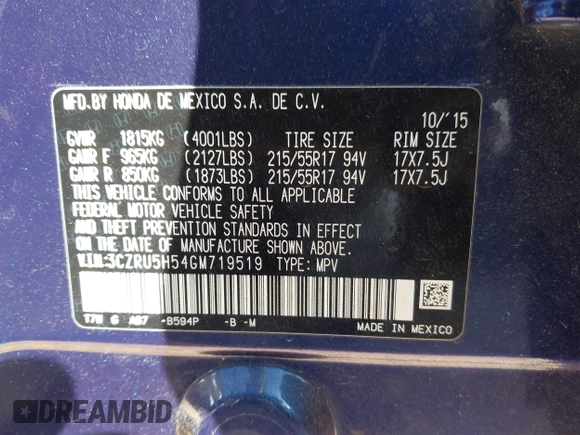 MFD. BY HONDA DE MEXICO S.A. DE C.V.
10/'15
GVWR 1815KG (4001LBS) TIRE SIZE RIM SIZE
GAWR F 965KG (2127LBS) 215/55R17 94V 17X7.5J
GAWR R 850KG (1873LBS) 215/55R17 94V 17X7.5J
THIS VEHICLE CONFORMS TO ALL APPLICABLE
FEDERAL MOTOR VEHICLE SAFETY
AND THEFT PREVENTION STANDARDS IN EFFECT
ON THE DATE OF MANUFACTURE SHOWN ABOVE.
V.I.N.:3CZRU5H54GM719519 TYPE: MPV
T7W G A07 -B594P -B -M
MADE IN MEXICO
DREAMBID